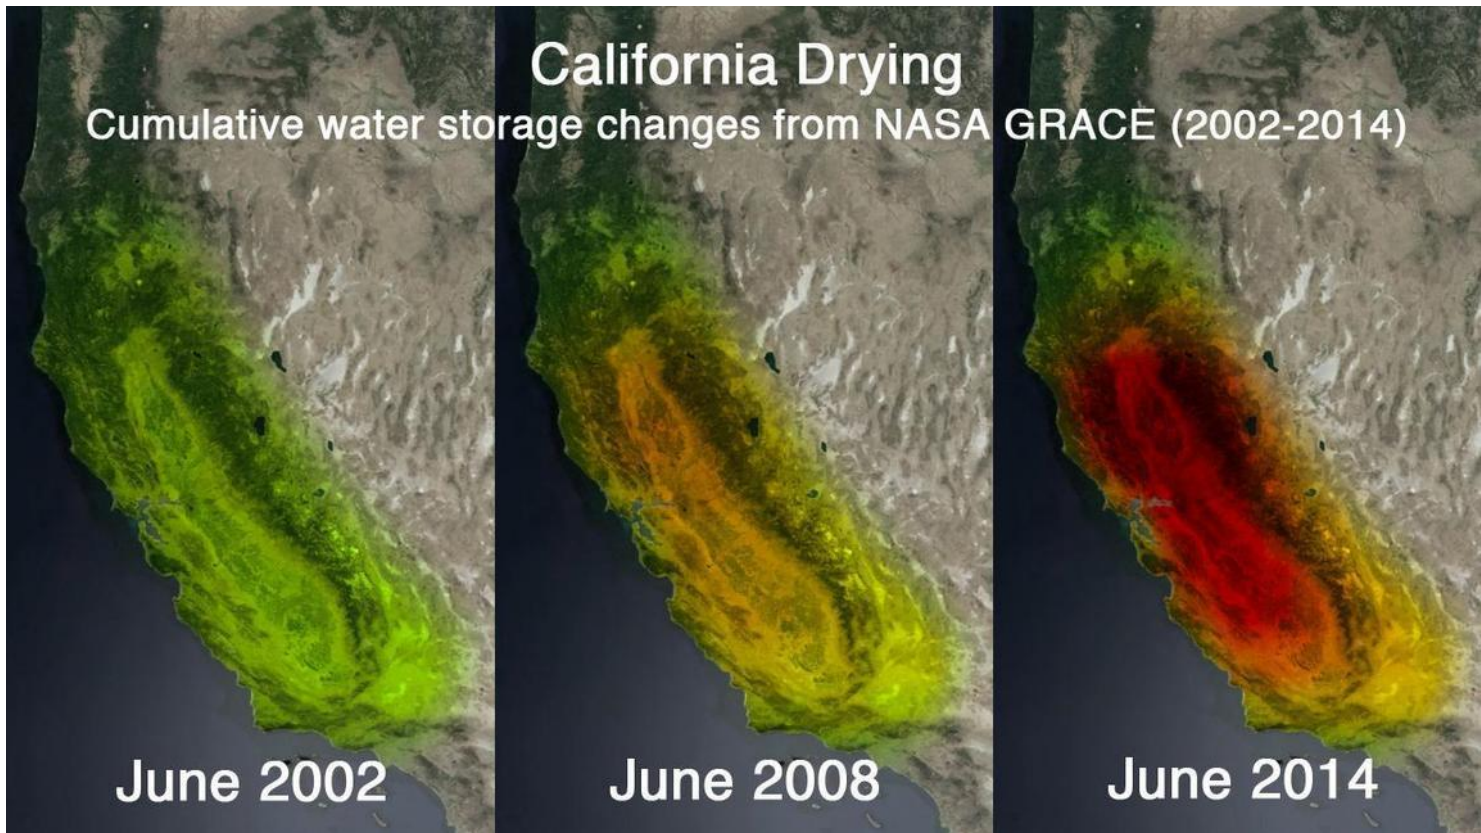 California Drying
Cumulative water storage changes from NASA GRACE (2002-2014)
June 2002
June 2008
June 2014